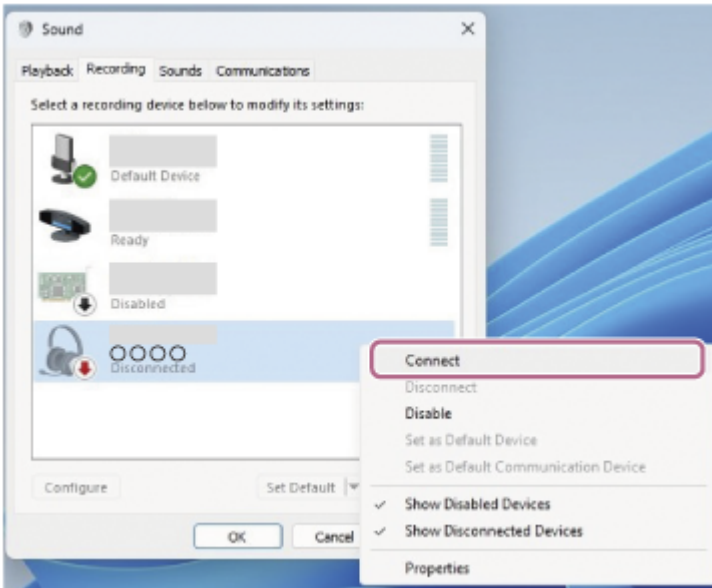 Sound
Playback Recording Sounds Communications
Select a recording device below to modify its settings:
Default Device
Ready
Disabled
OOOO
Disconnected
Configure
Set Default
OK
Cancel
Connect
Disconnect
Disable
Set as Default Device
Set as Default Communication Device
Show Disabled Devices
Show Disconnected Devices
Properties